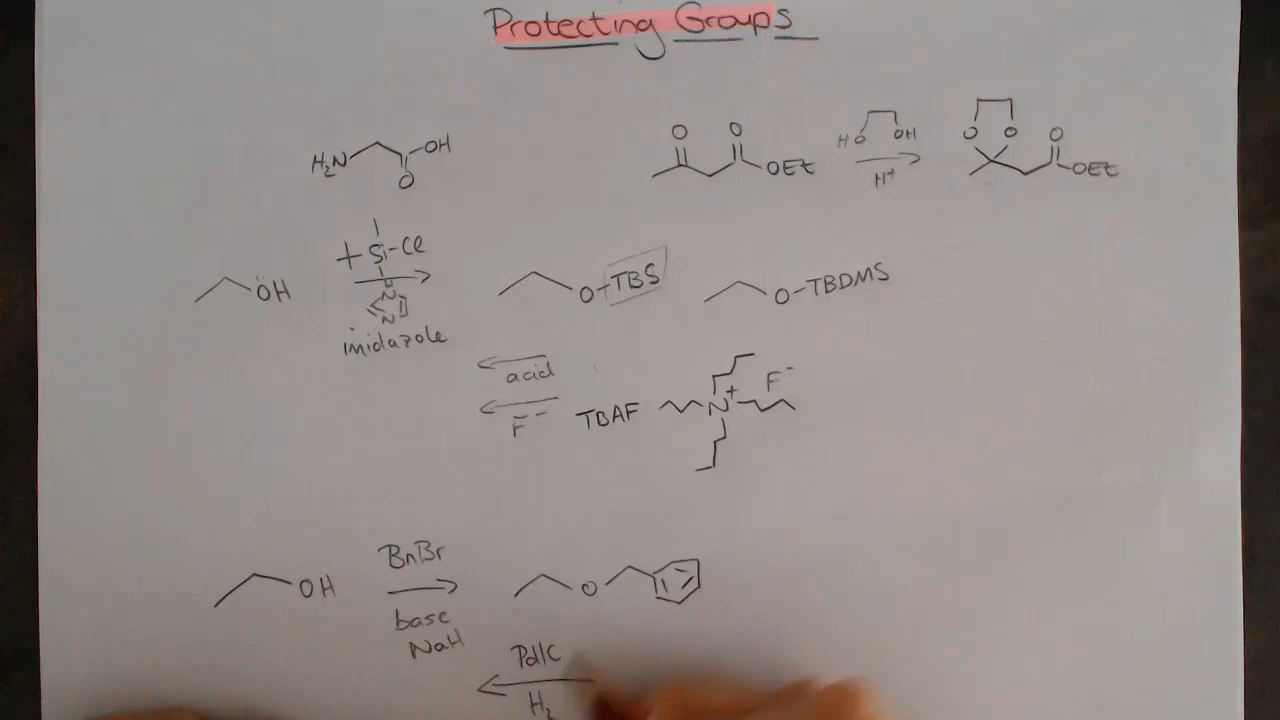 Protecting Groups
H₂N OH O
O O OEt
HO OH
H⁺
O O O OEt
Si-Cl
ÖH
N N
imidazole
O-TBS
O-TBDMS
acid
F⁻
TBAF N⁺ F⁻
OH
BnBr
base
NaH
O
Pd/C
H₂